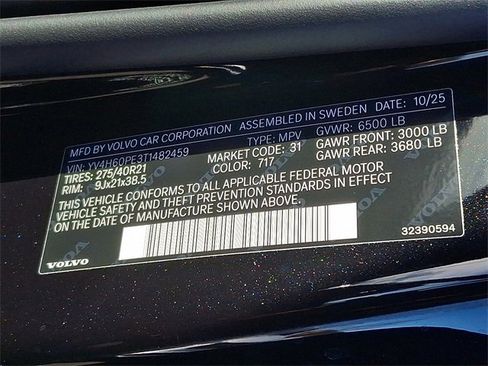 MFD BY VOLVO CAR CORPORATION ASSEMBLED IN SWEDEN DATE: 10/25
VIN: YV4H60PE3T1482459 TYPE: MPV GVWR: 6500 LB
TIRES: 275/40R21 MARKET: 31 GAWR FRONT: 3000 LB
RIM: 9Jx21x38.5 COLOR: 717 GAWR REAR: 3680 LB
THIS VEHICLE CONFORMS TO ALL APPLICABLE FEDERAL MOTOR
VEHICLE SAFETY AND THEFT PREVENTION STANDARDS IN EFFECT
ON THE DATE OF MANUFACTURE SHOWN ABOVE.
32390594
VOLVO